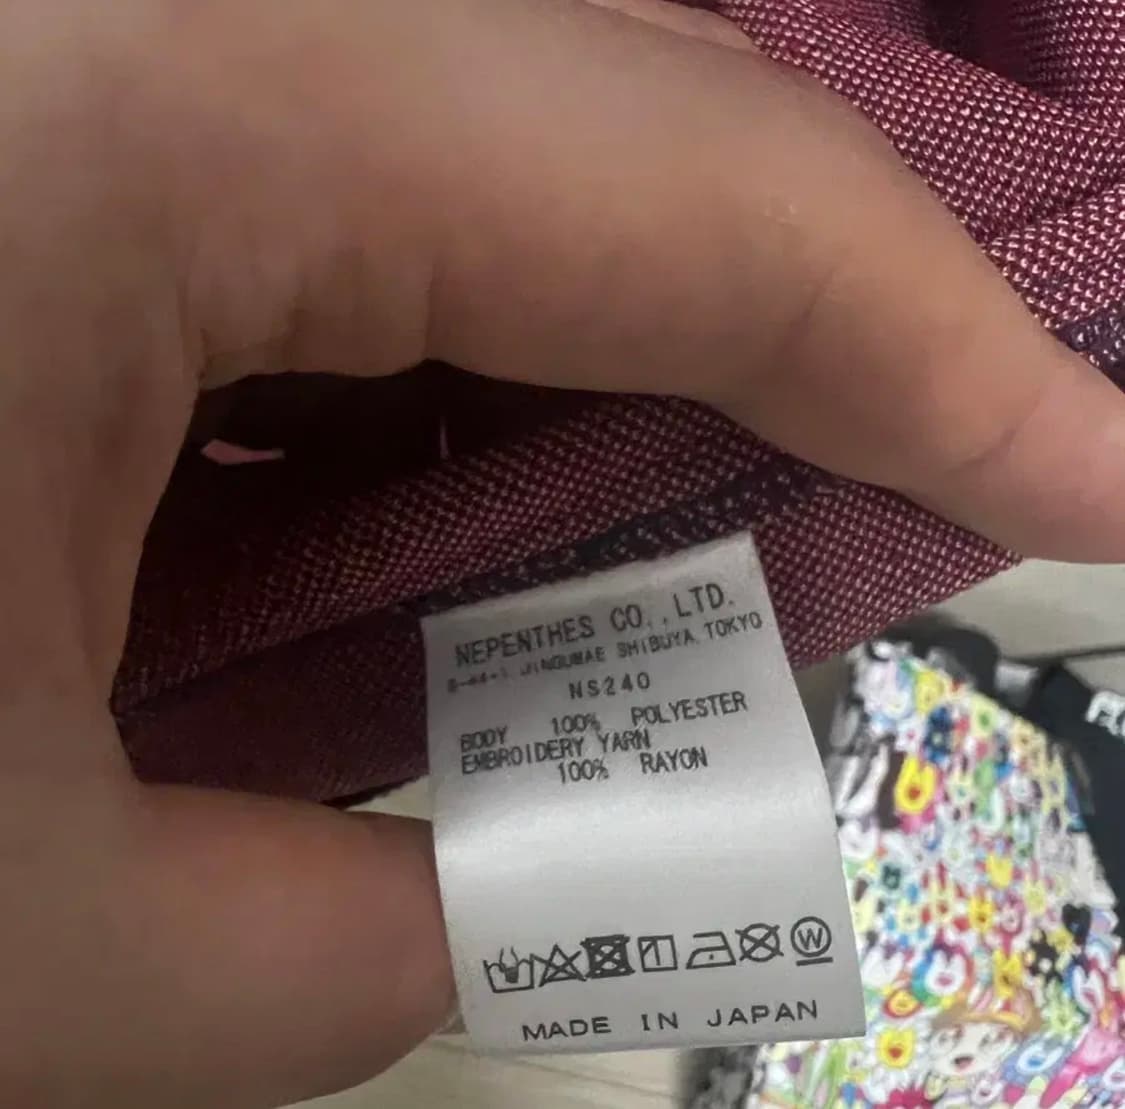 NEPENTHES CO.,LTD.
JINGUMAE SHIBUYA. TOKYO
NS240
BODY 100% POLYESTER
EMBROIDERY YARN
100% RAYON
W
MADE IN JAPAN